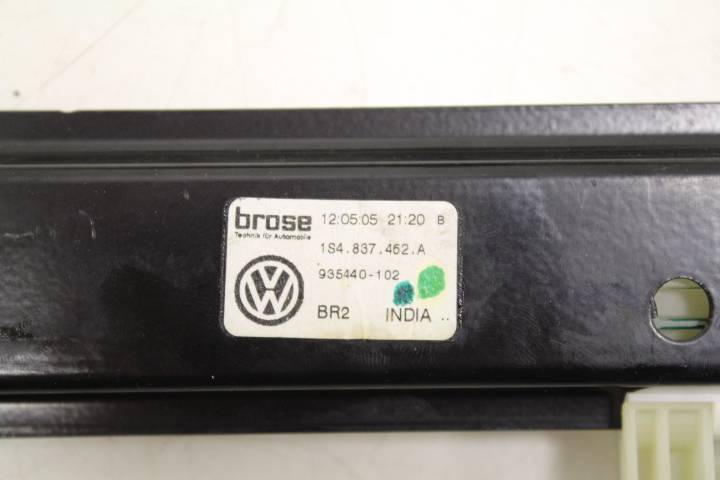 brose 12:05:05 21:20 B
Technik für Automobile
1S4.837.462.A
935440-102
BR2 INDIA ..